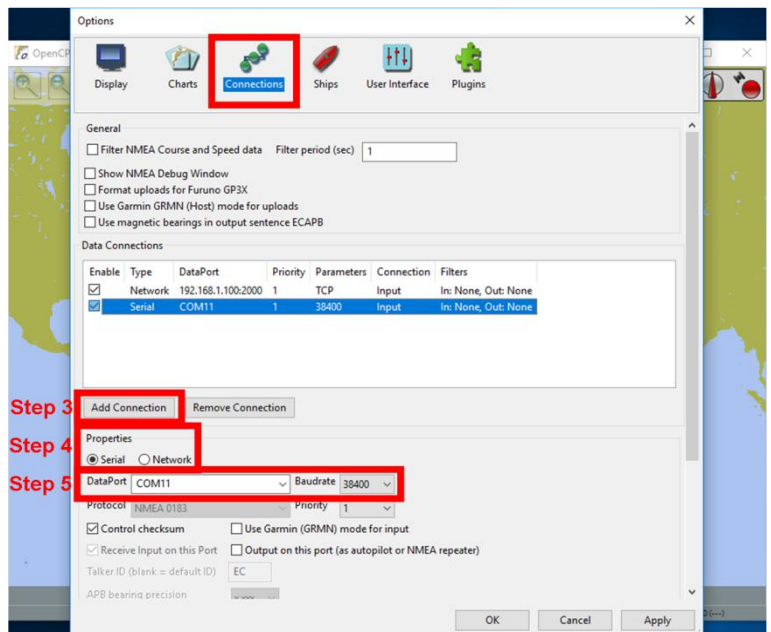 Options
OpenCP
Display Charts Connections Ships User Interface Plugins
General
Filter NMEA Course and Speed data Filter period (sec) 1
Show NMEA Debug Window
Format uploads for Furuno GP3X
Use Garmin GRMN (Host) mode for uploads
Use magnetic bearings in output sentence ECAPB
Data Connections
Enable Type DataPort Priority Parameters Connection Filters
Network 192.168.1.100:2000 1 TCP Input In: None, Out: None
Serial COM11 1 38400 Input In: None, Out: None
Step 3 Add Connection Remove Connection
Step 4 Properties
Serial Network
Step 5 DataPort COM11 Baudrate 38400
Protocol NMEA 0183 Priority 1
Control checksum Use Garmin (GRMN) mode for input
Receive Input on this Port Output on this port (as autopilot or NMEA repeater)
Talker ID (blank = default ID) EC
APB bearing precision
OK Cancel Apply